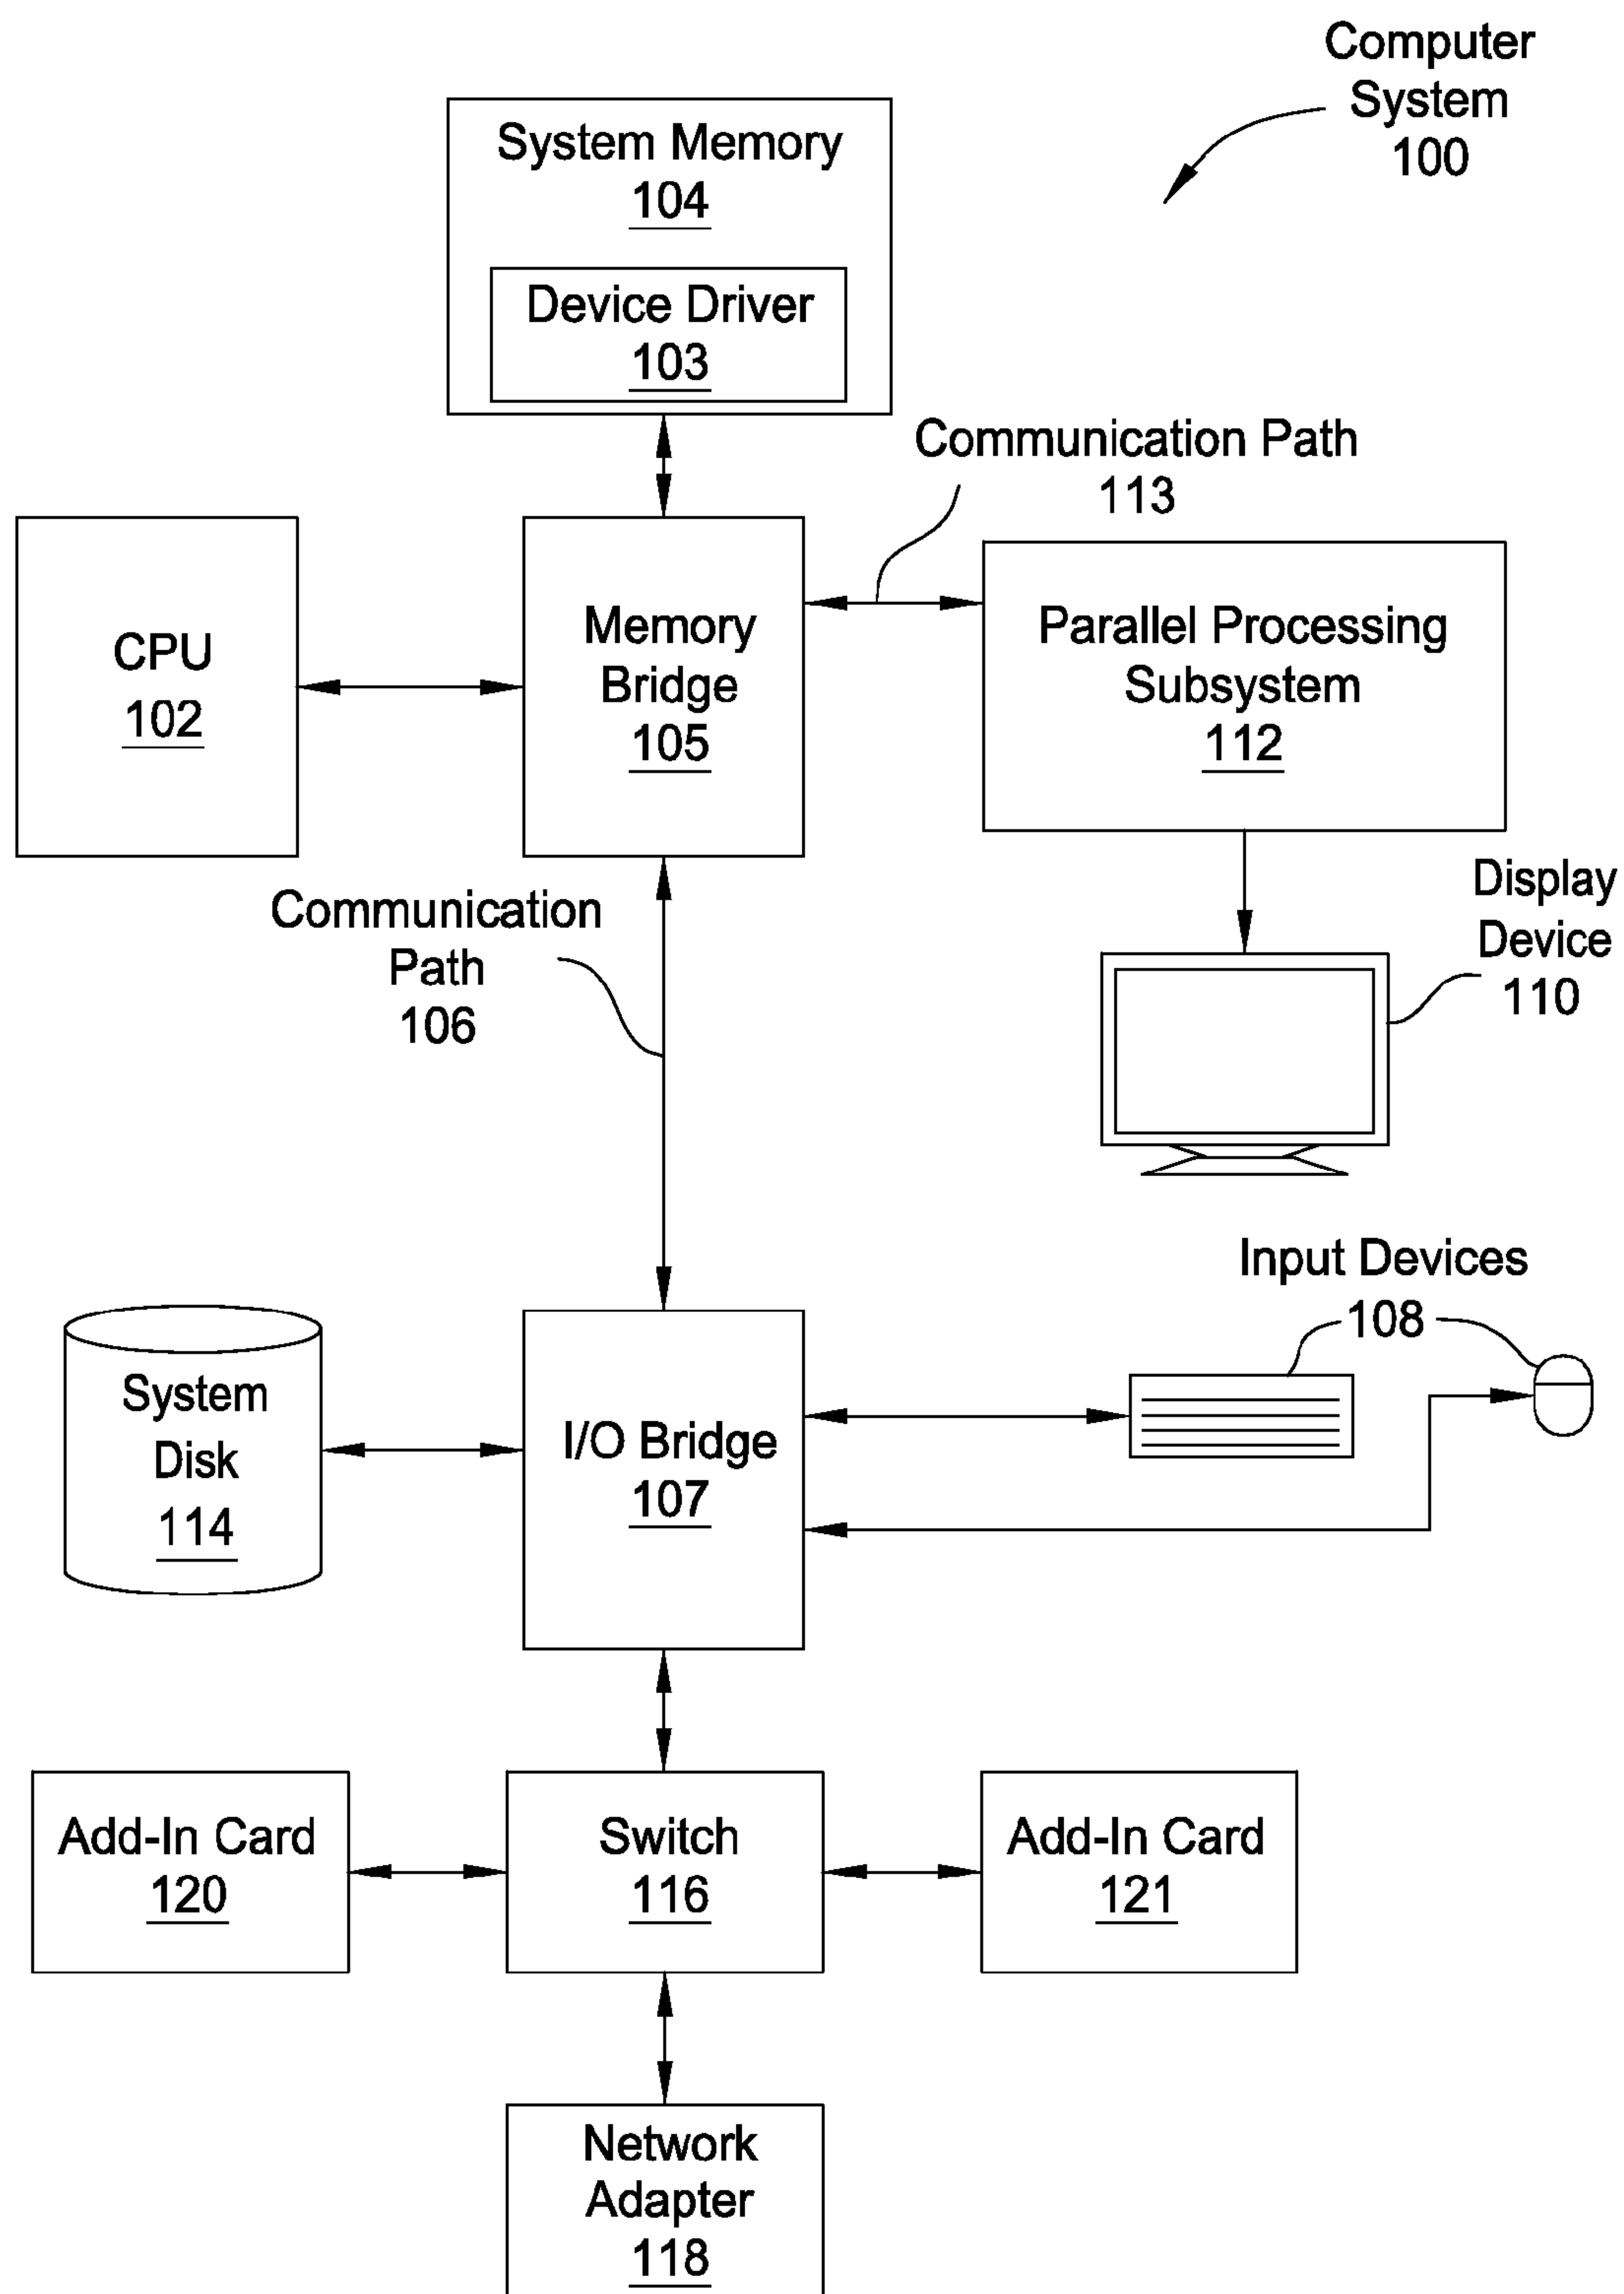 Computer
System
100
System Memory
104
Device Driver
103
Communication Path
113
CPU
102
Memory
Bridge
105
Parallel Processing
Subsystem
112
Communication
Path
106
Display
Device
110
Input Devices
108
System
Disk
114
I/O Bridge
107
Add-In Card
120
Switch
116
Add-In Card
121
Network
Adapter
118